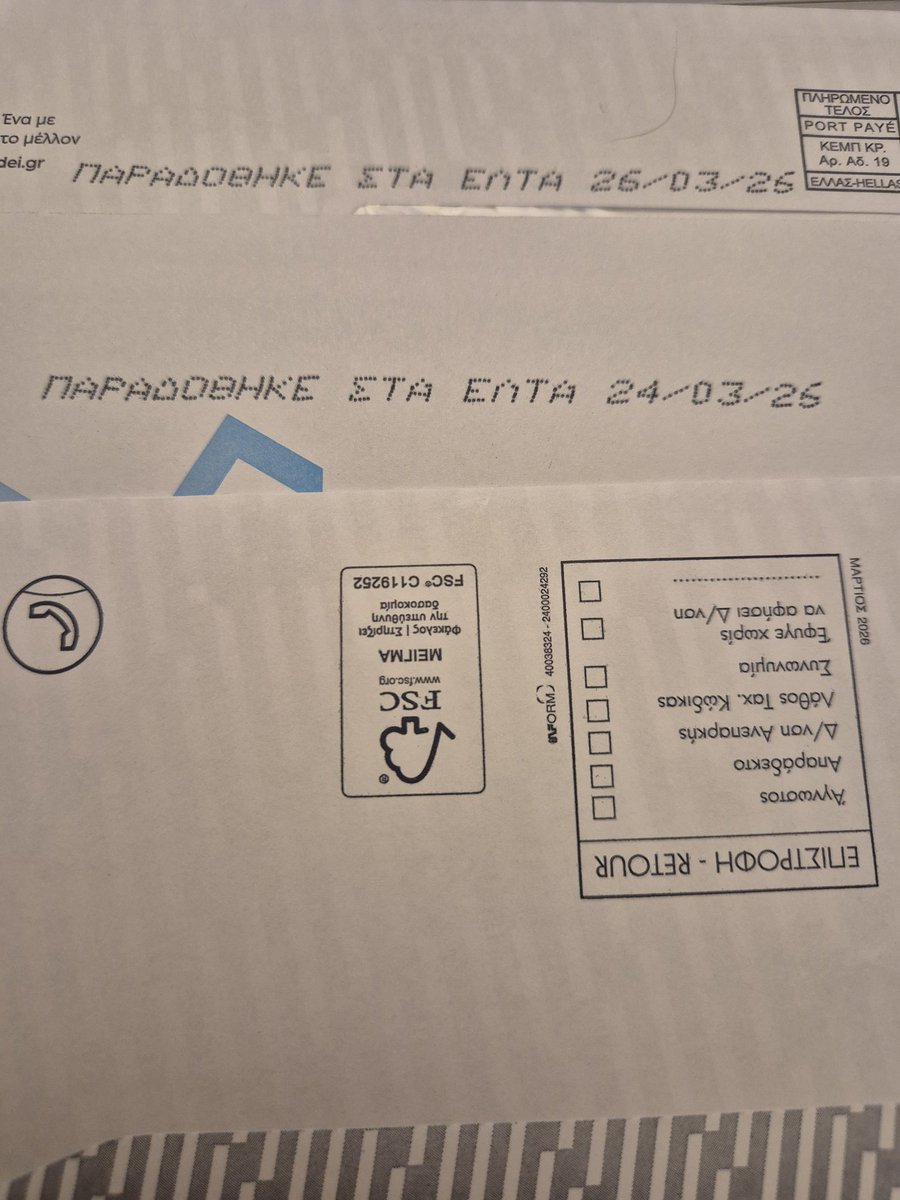 Ένα με
το μέλλον
dei.gr
ΠΛΗΡΩΜΕΝΟ
ΤΕΛΟΣ
PORT PAYÉ
ΚΕΜΠ ΚΡ.
Αρ. Αδ. 19
ΕΛΛΑΣ-HELLAS
ΠΑΡΑΔΟΘΗΚΕ ΣΤΑ ΕΛΤΑ 26/03/26
ΠΑΡΑΔΟΘΗΚΕ ΣΤΑ ΕΛΤΑ 24/03/26
ΜΑΡΤΙΟΣ 2026
ΕΠΙΣΤΡΟΦΗ - RETOUR
Άγνωστος
Απαράδεκτο
Δ/νση Ανεπαρκής
Λάθος Ταχ. Κώδικας
Συνωνυμία
Έφυγε χωρίς
να αφήσει Δ/νση
INFORM 40038324 - 2400024292
® FSC
www.fsc.org
ΜΕΙΓΜΑ
Φάκελος | Στηρίζει
την υπεύθυνη
δασοκομία
FSC® C119252